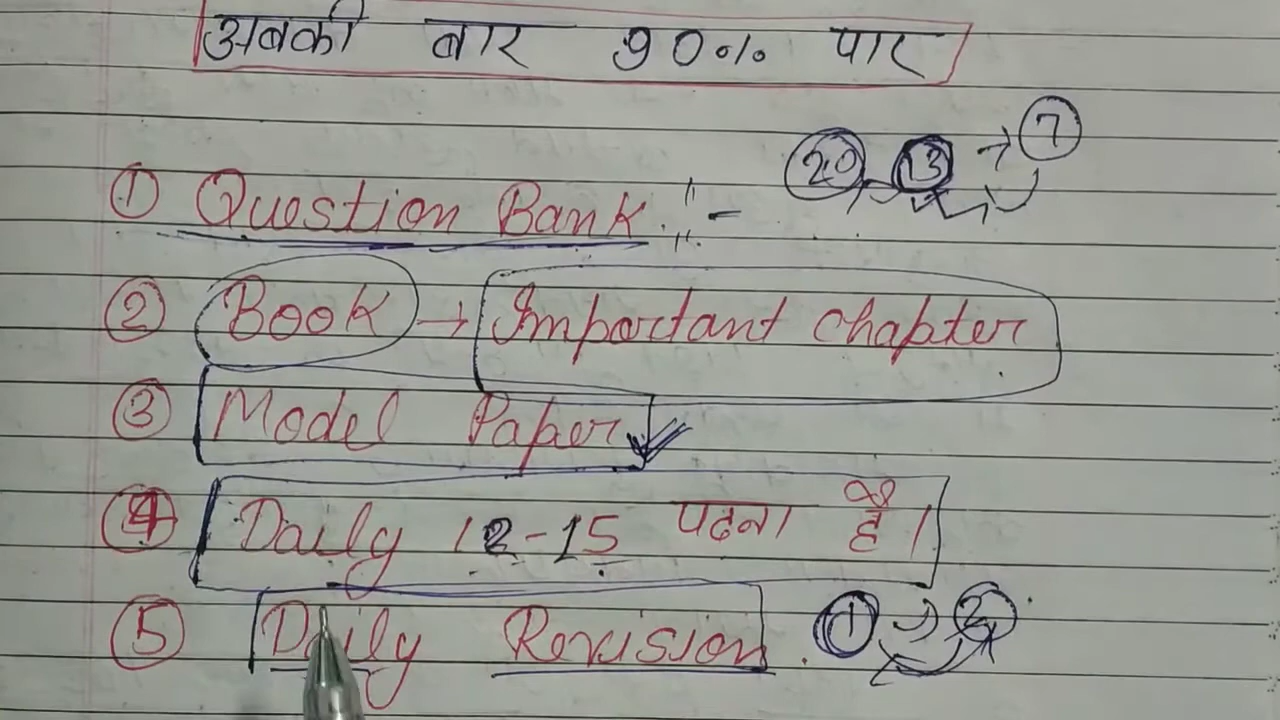 अबकी बार 90% पार
20 13 → 7
① Question Bank :-
② Book → Important chapter
③ Model Paper
④ Daily 12-15 पढना है।
⑤ Daily Revision. 1 2